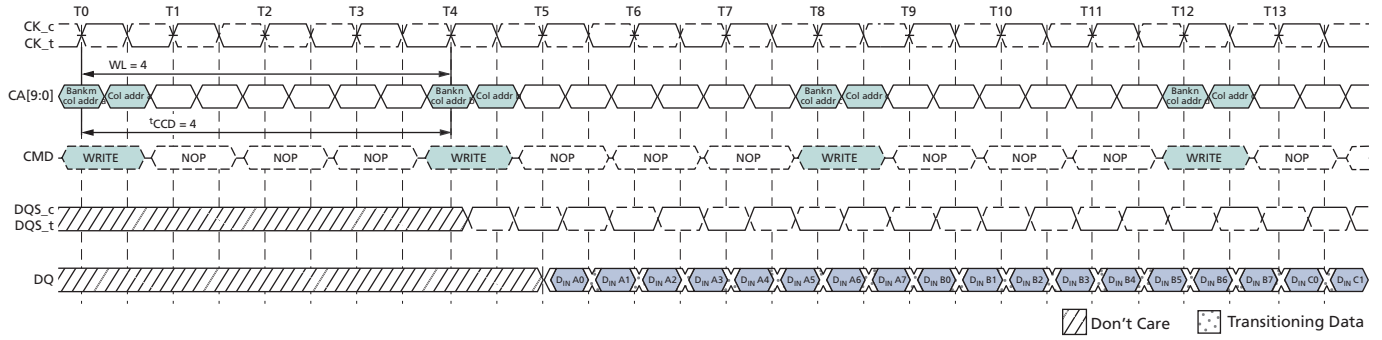 T0 T1 T2 T3 T4 T5 T6 T7 T8 T9 T10 T11 T12 T13
CK_c
CK_t
WL = 4
CA[9:0] Bankn col addr a Col addr a Bankn col addr b Col addr b Bankn col addr Col addr Bankn col addr Col addr
tCCD = 4
CMD WRITE NOP NOP NOP WRITE NOP NOP NOP WRITE NOP NOP NOP WRITE NOP
DQS_c
DQS_t
DQ DIN A0 DIN A1 DIN A2 DIN A3 DIN A4 DIN A5 DIN A6 DIN A7 DIN B0 DIN B1 DIN B2 DIN B3 DIN B4 DIN B5 DIN B6 DIN B7 DIN C0 DIN C1
Don't Care Transitioning Data